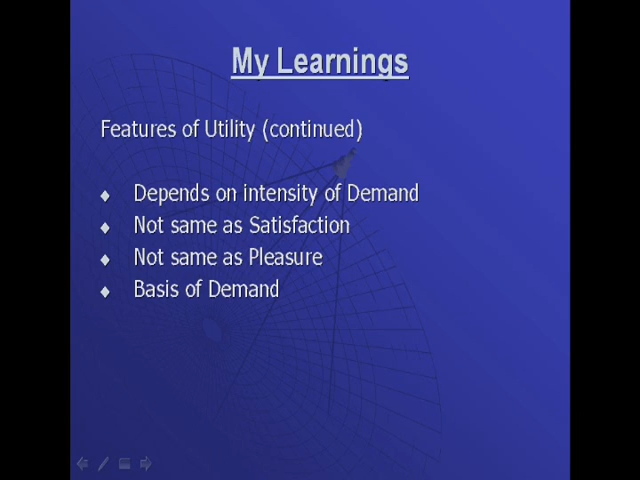 My Learnings
Features of Utility (continued)
Depends on intensity of Demand
Not same as Satisfaction
Not same as Pleasure
Basis of Demand